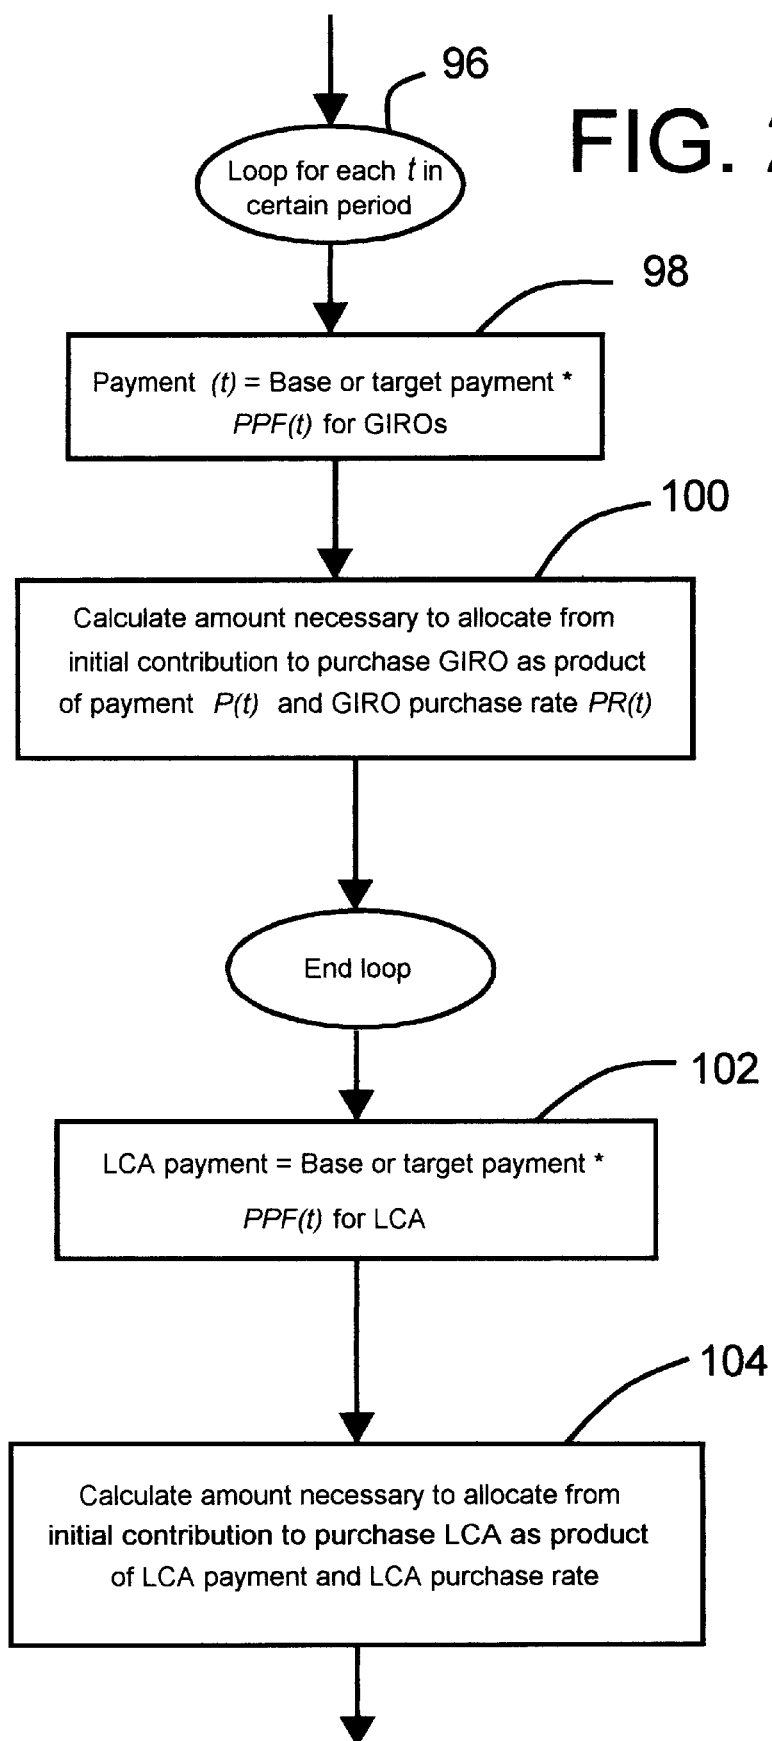 96
FIG. 2
Loop for each t in
certain period
98
Payment (t) = Base or target payment *
PPF(t) for GIROs
100
Calculate amount necessary to allocate from
initial contribution to purchase GIRO as product
of payment P(t) and GIRO purchase rate PR(t)
End loop
102
LCA payment = Base or target payment *
PPF(t) for LCA
104
Calculate amount necessary to allocate from
initial contribution to purchase LCA as product
of LCA payment and LCA purchase rate